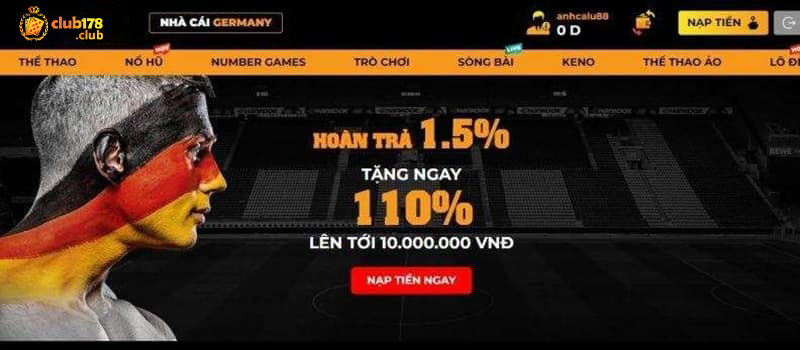 club178
.club
NHÀ CÁI GERMANY
anhcalu88
0 D
NẠP TIỀN
HOT
LIVE
THỂ THAO
NỔ HŨ
NUMBER GAMES
TRÒ CHƠI
SÒNG BÀI
KENO
THỂ THAO ẢO
LÔ ĐỀ
HOÀN TRẢ 1.5%
TẶNG NGAY
110%
LÊN TỚI 10.000.000 VNĐ
NẠP TIỀN NGAY